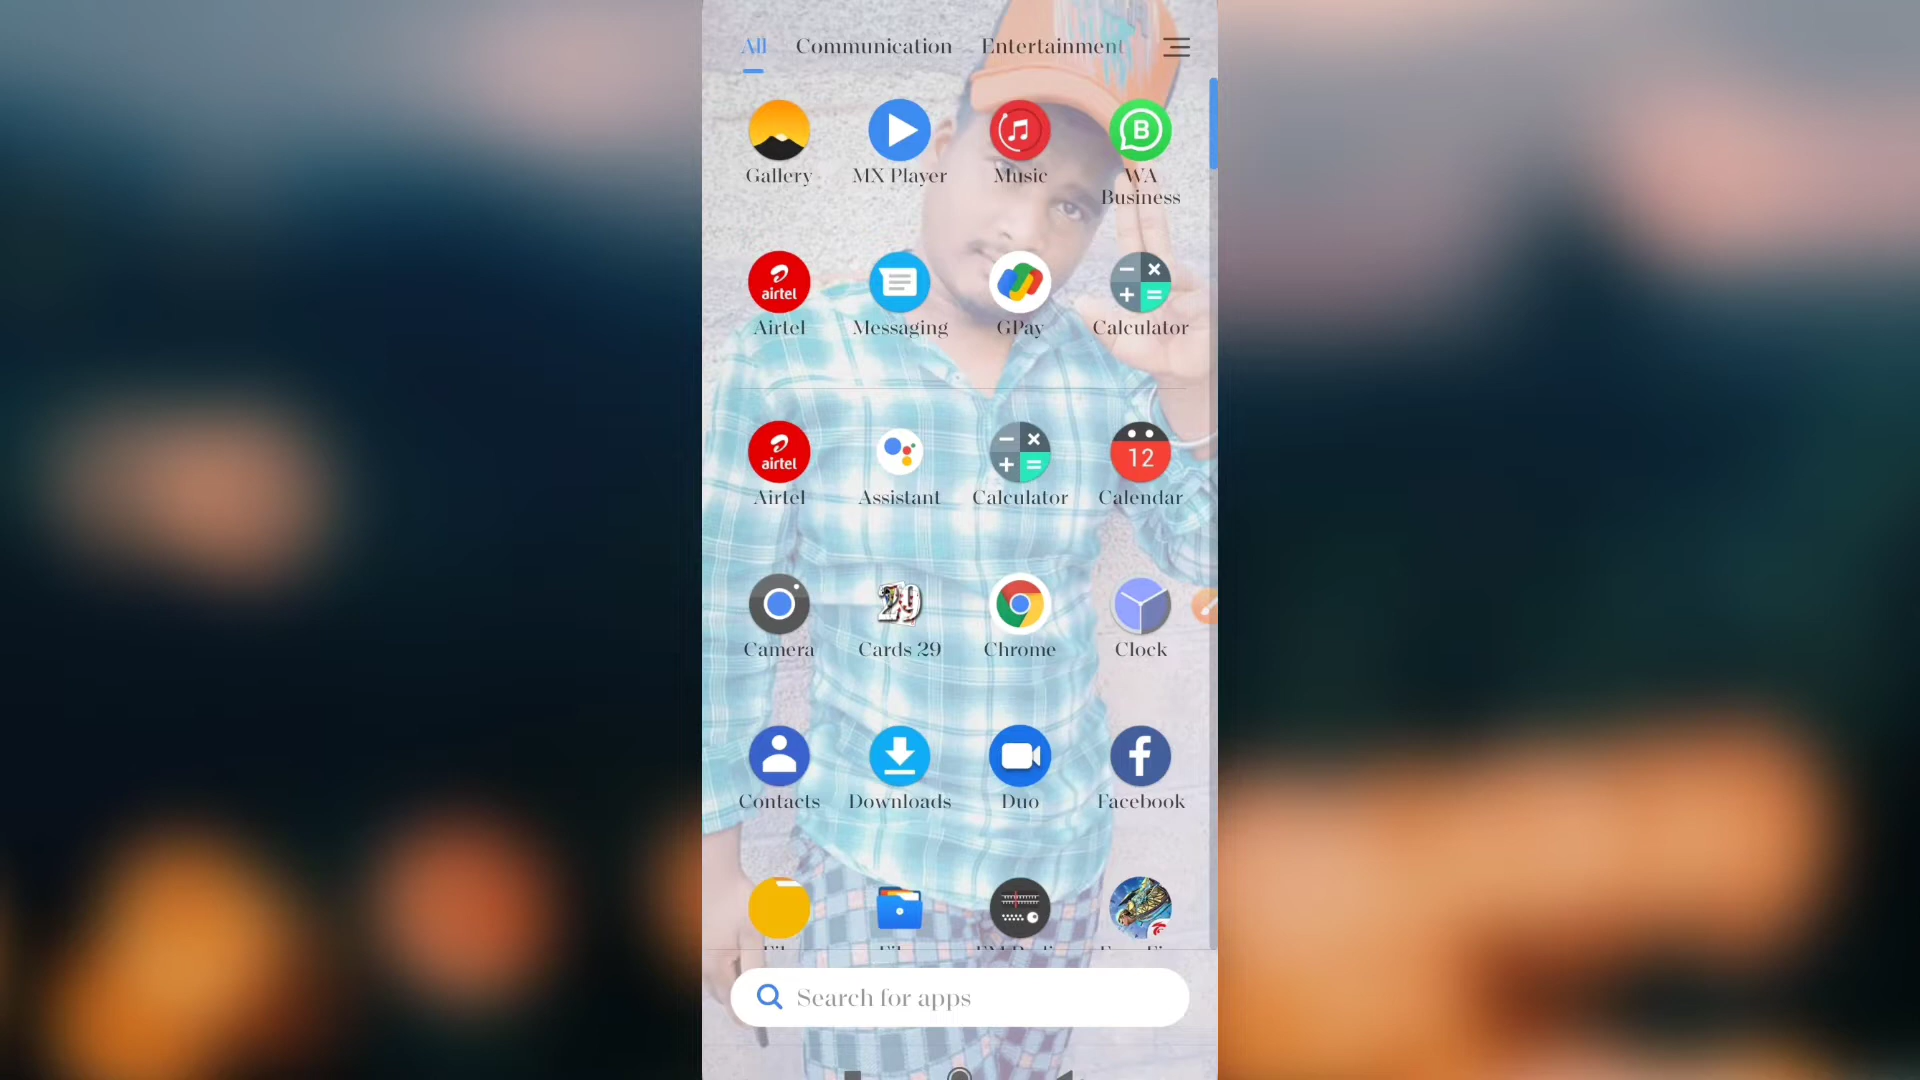 All Communication Entertainment
Gallery MX Player Music WA Business
B
airtel
Airtel Messaging GPay Calculator
airtel
12
Airtel Assistant Calculator Calendar
29
Camera Cards 29 Chrome Clock
Contacts Downloads Duo Facebook
Search for apps